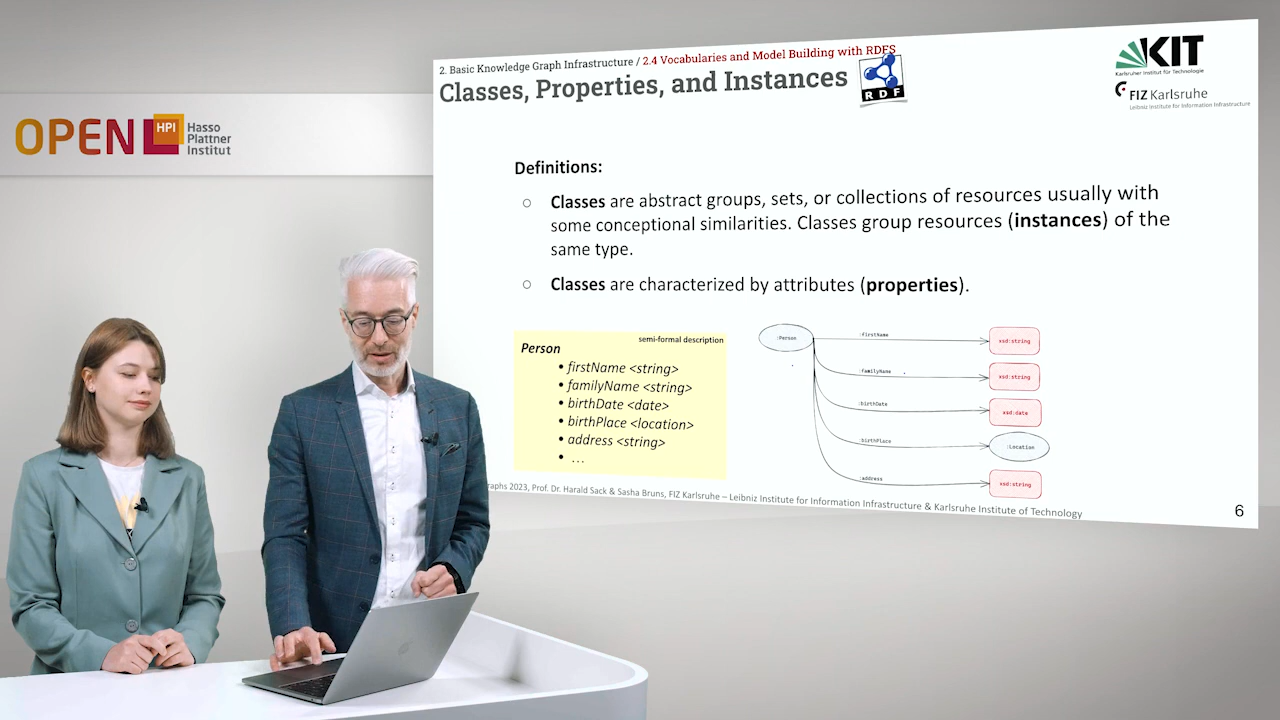 2. Basic Knowledge Graph Infrastructure / 2.4 Vocabularies and Model Building with RDFS
Classes, Properties, and Instances
RDF
KIT
Karlsruher Institut für Technologie
FIZ Karlsruhe
Leibniz Institute for Information Infrastructure
OPEN HPI
Hasso
Plattner
Institut
Definitions:
○ Classes are abstract groups, sets, or collections of resources usually with
some conceptual similarities. Classes group resources (instances) of the
same type.
○ Classes are characterized by attributes (properties).
semi-formal description
Person
• firstName <string>
• familyName <string>
• birthDate <date>
• birthPlace <location>
• address <string>
• ...
:Person
:firstName
xsd:string
:familyName
xsd:string
:birthDate
xsd:date
:birthPlace
:Location
:address
xsd:string
raphs 2023, Prof. Dr. Harald Sack & Sasha Bruns, FIZ Karlsruhe – Leibniz Institute for Information Infrastructure & Karlsruhe Institute of Technology
6